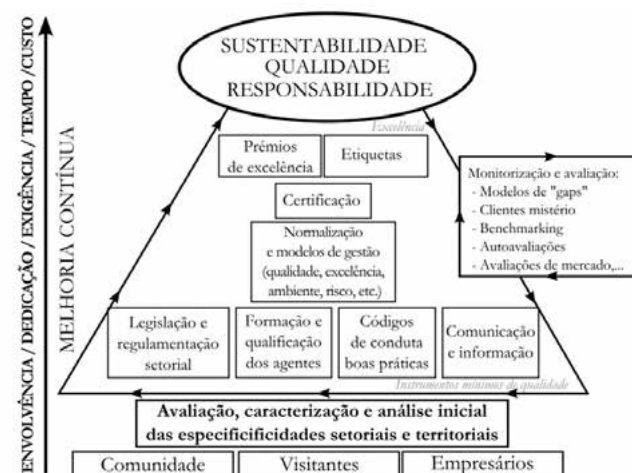 ENVOLVÊNCIA / DEDICAÇÃO / EXIGÊNCIA / TEMPO /CUSTO
MELHORIA CONTÍNUA
SUSTENTABILIDADE
QUALIDADE
RESPONSABILIDADE
Excelência
Prémios
de excelência
Etiquetas
Certificação
Normalização
e modelos de gestão
(qualidade, excelência,
ambiente, risco, etc.)
Monitorização e avaliação:
- Modelos de "gaps"
- Clientes mistério
- Benchmarking
- Autoavaliações
- Avaliações de mercado,...
Legislação e
regulamentação
setorial
Formação e
qualificação
dos agentes
Códigos
de conduta
boas práticas
Comunicação
e informação
Instrumentos mínimos de qualidade
Avaliação, caracterização e análise inicial
das especificificidades setoriais e territoriais
Comunidade
Visitantes
Empresários